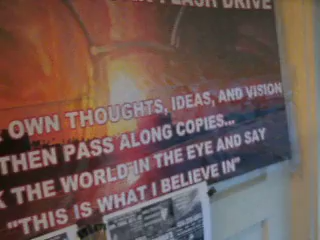 FLASH DRIVE
OWN THOUGHTS, IDEAS, AND VISION
THEN PASS ALONG COPIES...
THE WORLD IN THE EYE AND SAY
"THIS IS WHAT I BELIEVE IN"